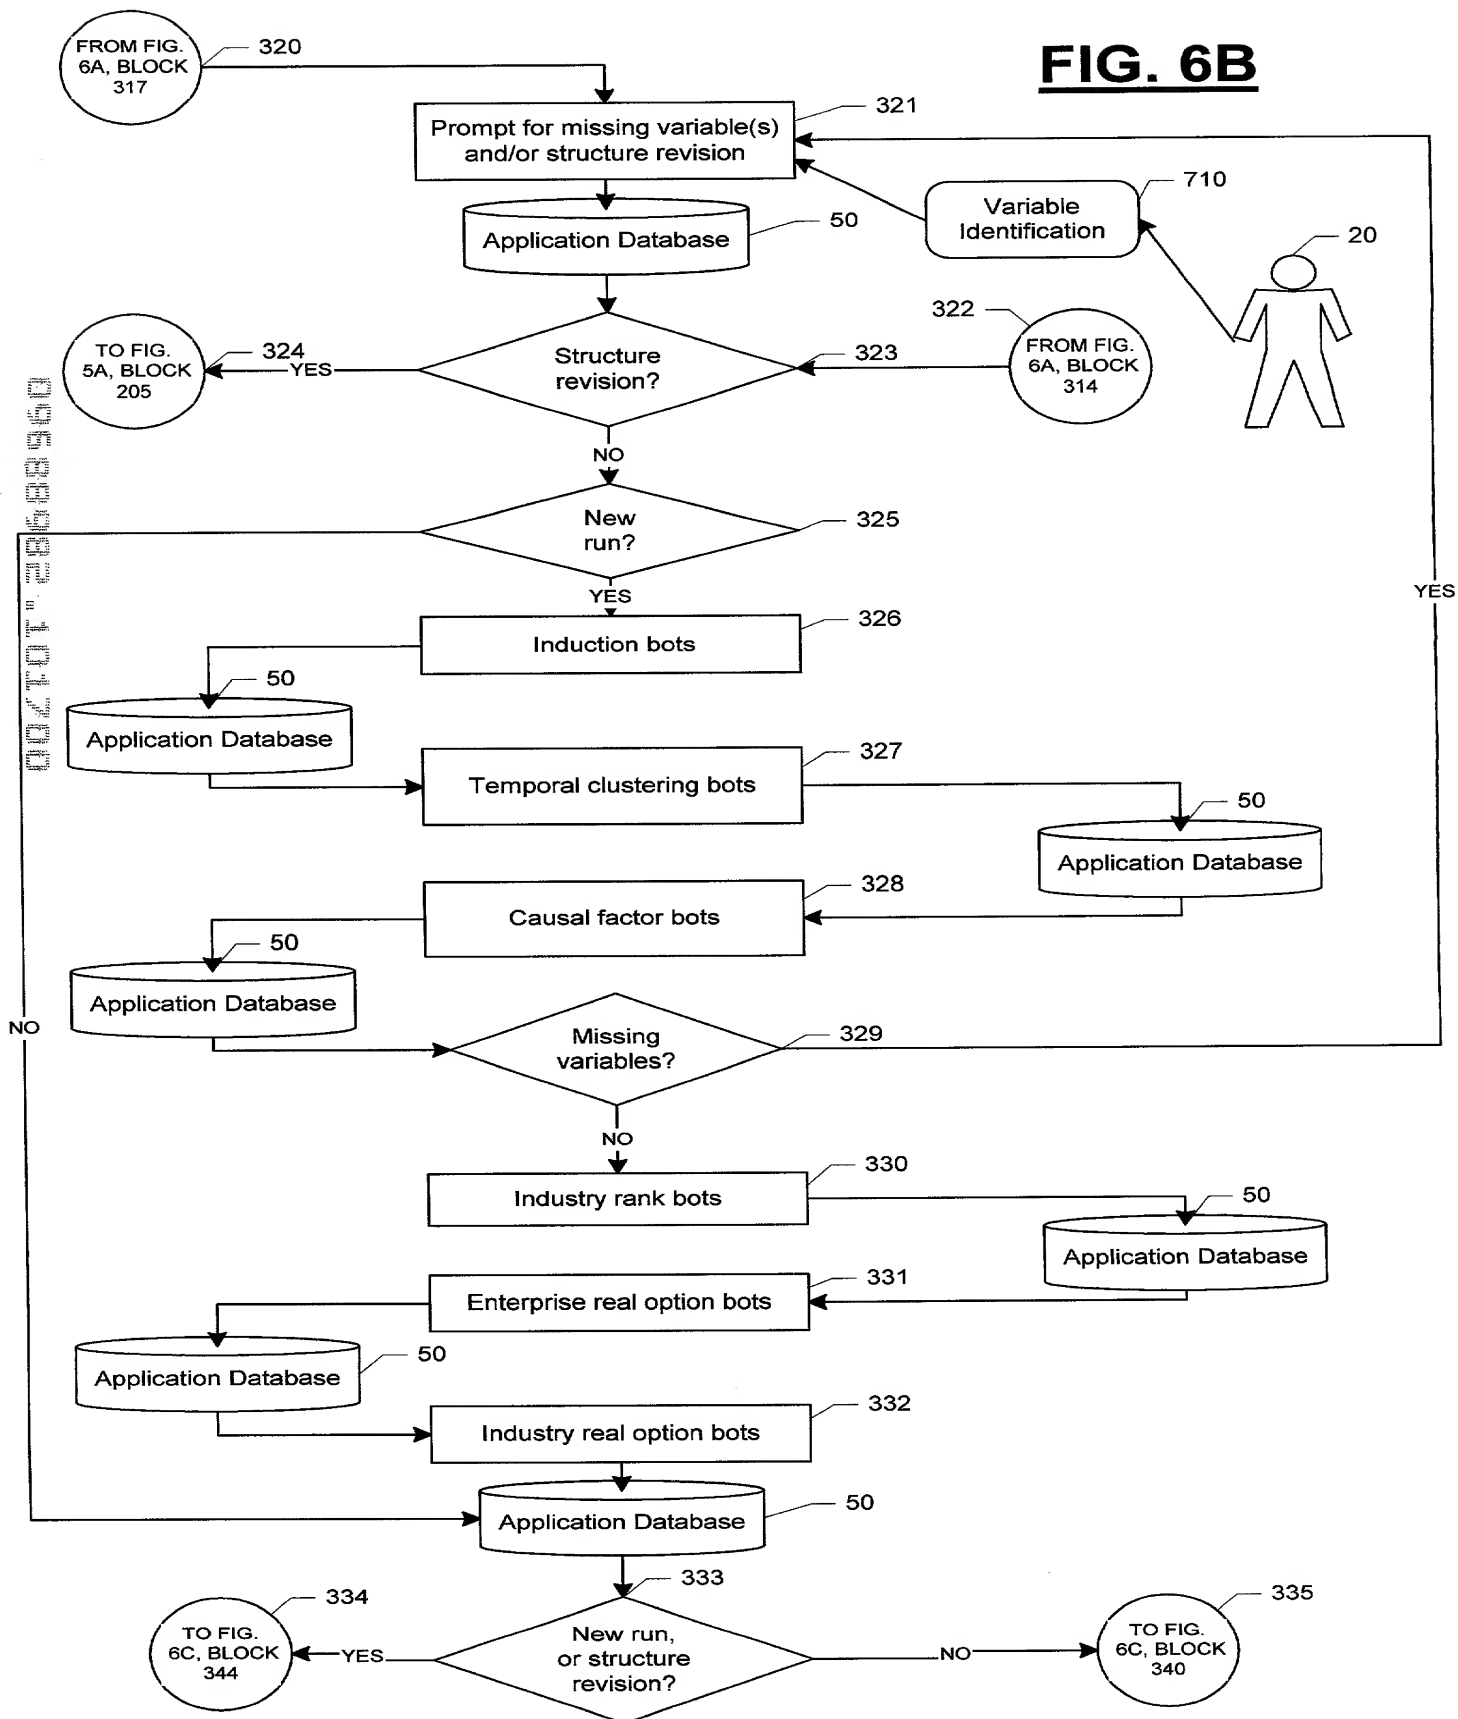 FROM FIG.
6A, BLOCK
317
320
FIG. 6B
321
Prompt for missing variable(s)
and/or structure revision
710
Variable
Identification
50
Application Database
20
322
TO FIG.
5A, BLOCK
205
324
YES
Structure
revision?
323
FROM FIG.
6A, BLOCK
314
NO
New
run?
325
YES
YES
326
Induction bots
50
Application Database
327
Temporal clustering bots
50
Application Database
328
Causal factor bots
50
Application Database
NO
Missing
variables?
329
NO
330
Industry rank bots
50
Application Database
331
Enterprise real option bots
50
Application Database
332
Industry real option bots
50
Application Database
333
334
TO FIG.
6C, BLOCK
344
YES
New run,
or structure
revision?
NO
335
TO FIG.
6C, BLOCK
340